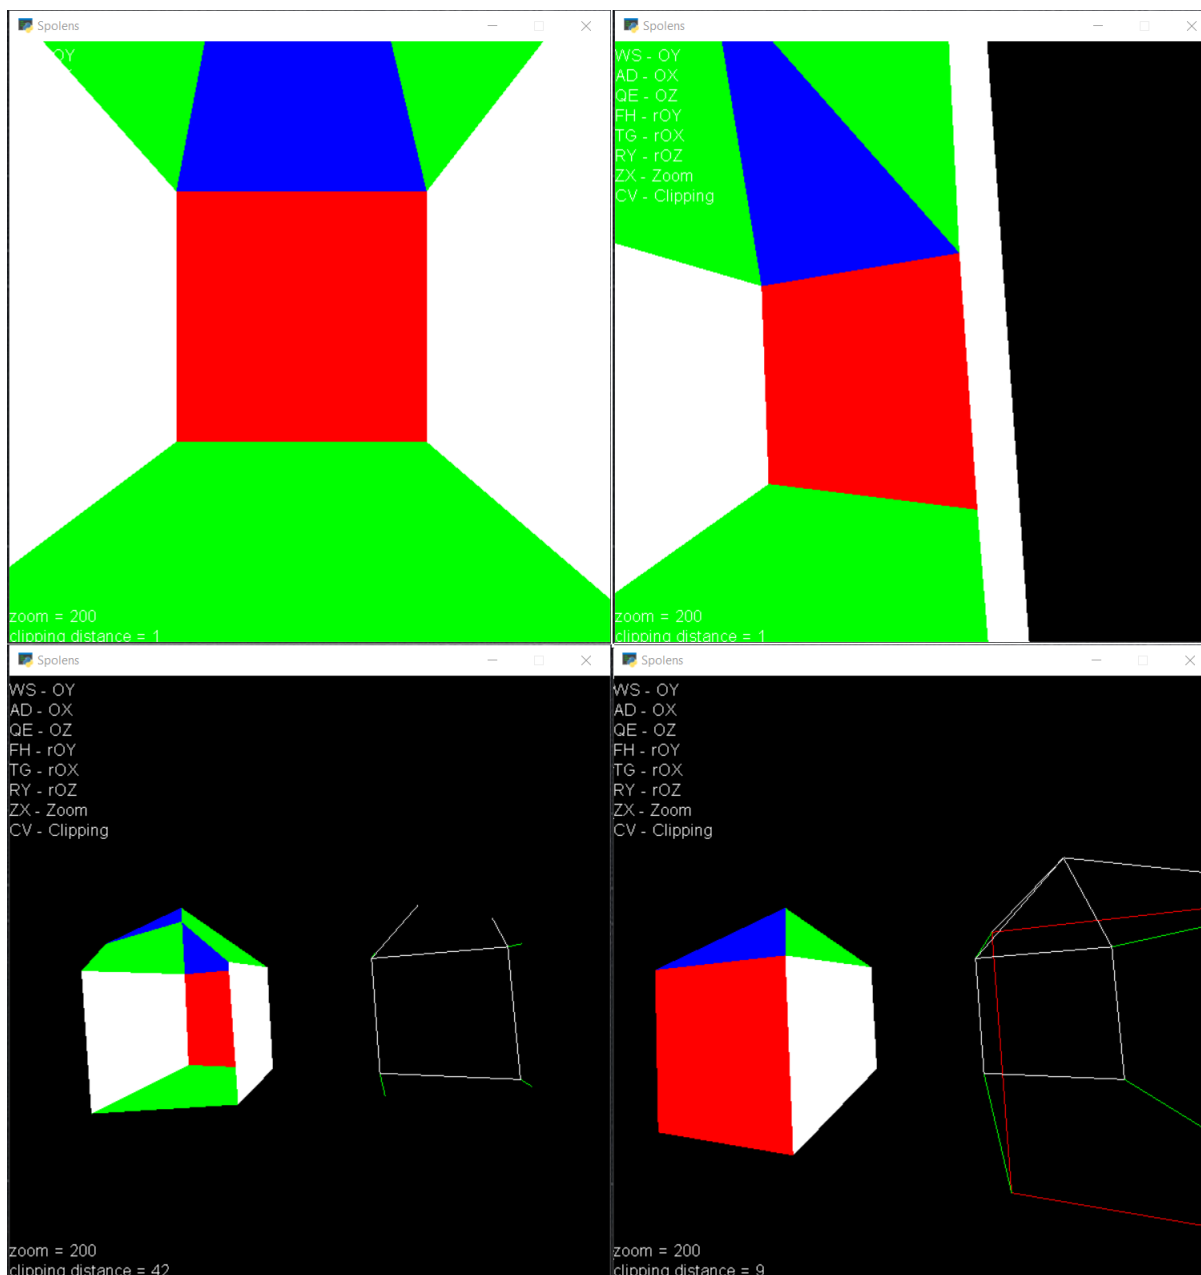 Spolens
OY
zoom = 200
clipping distance = 1
Spolens
WS - OY
AD - OX
QE - OZ
FH - rOY
TG - rOX
RY - rOZ
ZX - Zoom
CV - Clipping
zoom = 200
clipping distance = 1
Spolens
WS - OY
AD - OX
QE - OZ
FH - rOY
TG - rOX
RY - rOZ
ZX - Zoom
CV - Clipping
zoom = 200
clipping distance = 42
Spolens
WS - OY
AD - OX
QE - OZ
FH - rOY
TG - rOX
RY - rOZ
ZX - Zoom
CV - Clipping
zoom = 200
clipping distance = 9